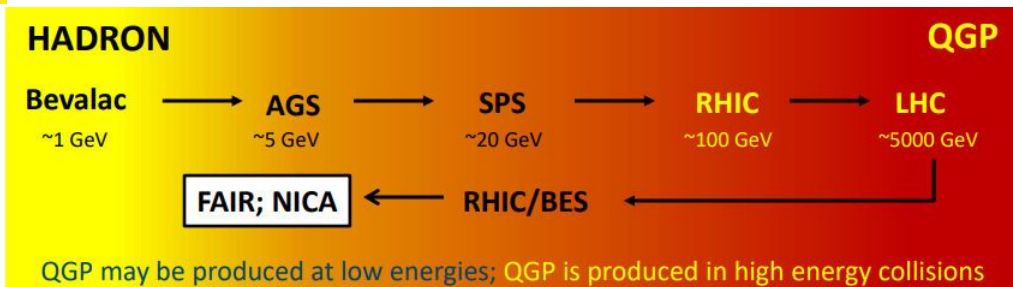 HADRON QGP
Bevalac AGS SPS RHIC LHC
~1 GeV ~5 GeV ~20 GeV ~100 GeV ~5000 GeV
FAIR; NICA RHIC/BES
QGP may be produced at low energies; QGP is produced in high energy collisions